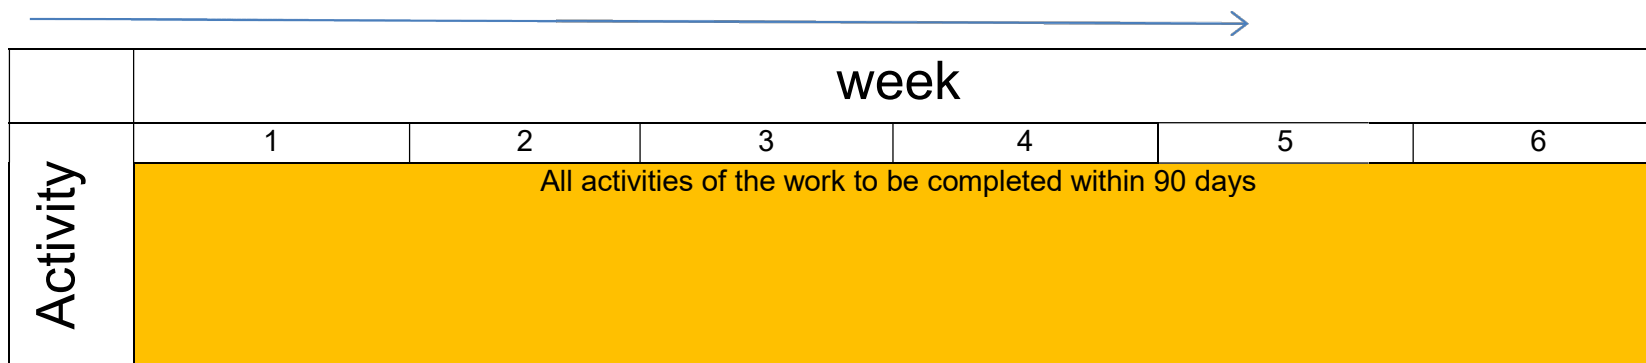 week
1 2 3 4 5 6
Activity
All activities of the work to be completed within 90 days